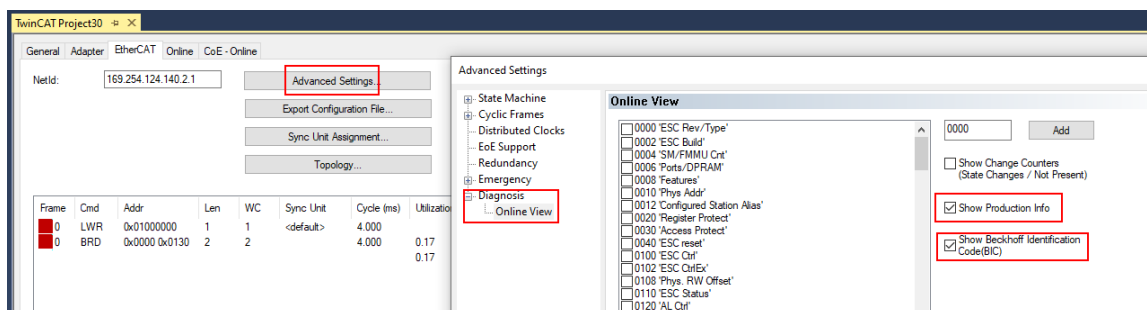 TwinCAT Project30
General Adapter EtherCAT Online CoE - Online
NetId: 169.254.124.140.2.1
Advanced Settings...
Export Configuration File...
Sync Unit Assignment...
Topology...
Frame Cmd Addr Len WC Sync Unit Cycle (ms) Utilizatio
0 LWR 0x01000000 1 1 <default> 4.000
0 BRD 0x0000 0x0130 2 2 4.000 0.17
0.17
Advanced Settings
State Machine
Cyclic Frames
Distributed Clocks
EoE Support
Redundancy
Emergency
Diagnosis
Online View
Online View
0000 'ESC Rev/Type'
0002 'ESC Build'
0004 'SM/FMMU Cnt'
0006 'Ports/DPRAM'
0008 'Features'
0010 'Phys Addr'
0012 'Configured Station Alias'
0020 'Register Protect'
0030 'Access Protect'
0040 'ESC reset'
0100 'ESC Ctrl'
0102 'ESC CtrlEx'
0108 'Phys. RW Offset'
0110 'ESC Status'
0120 'AL Ctrl'
0000 Add
Show Change Counters
(State Changes / Not Present)
Show Production Info
Show Beckhoff Identification
Code(BIC)